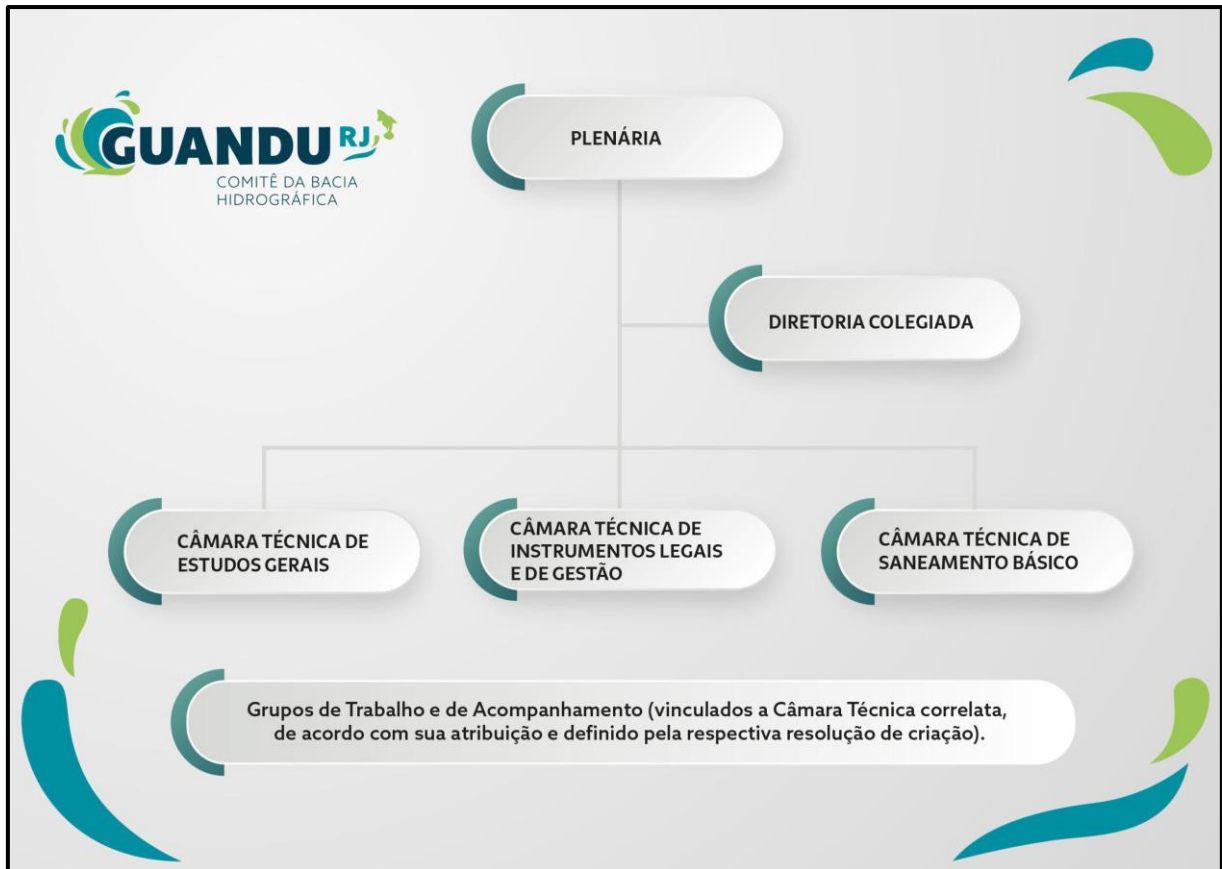 GUANDU RJ
COMITÊ DA BACIA
HIDROGRÁFICA
PLENÁRIA
DIRETORIA COLEGIADA
CÂMARA TÉCNICA DE
ESTUDOS GERAIS
CÂMARA TÉCNICA DE
INSTRUMENTOS LEGAIS
E DE GESTÃO
CÂMARA TÉCNICA DE
SANEAMENTO BÁSICO
Grupos de Trabalho e de Acompanhamento (vinculados a Câmara Técnica correlata,
de acordo com sua atribuição e definido pela respectiva resolução de criação).